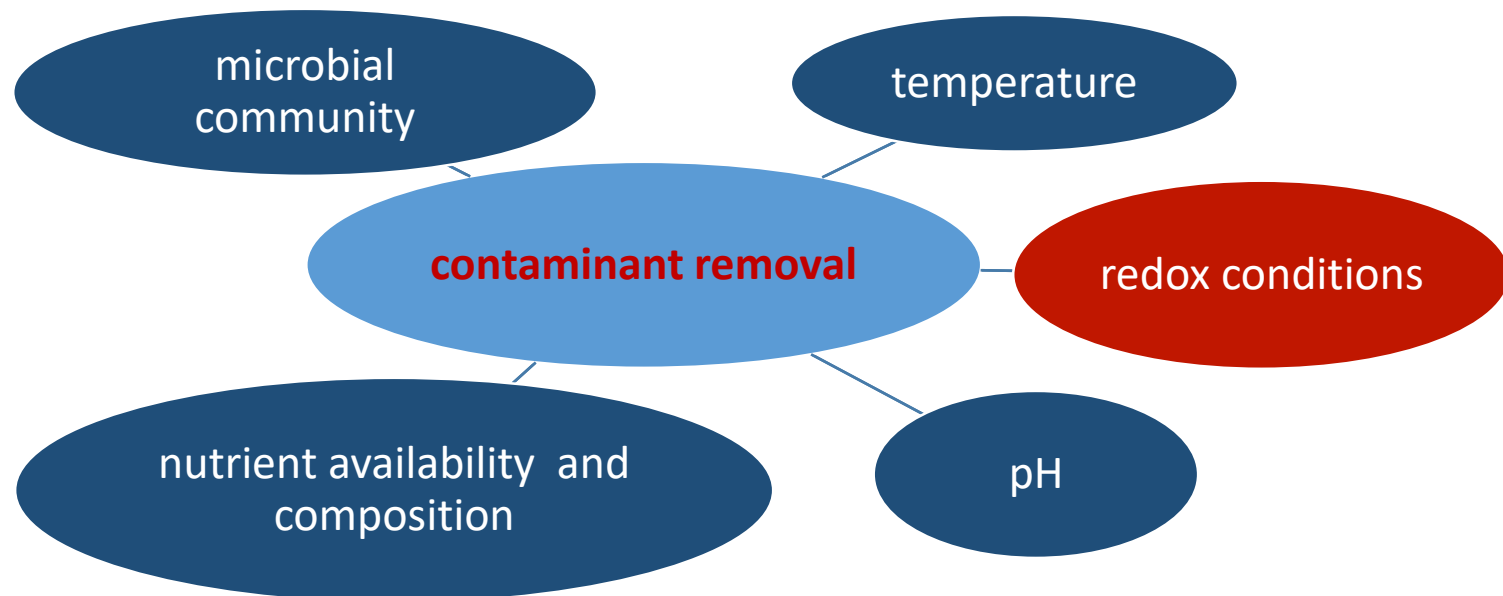 microbial
community
temperature
contaminant removal
redox conditions
nutrient availability  and
composition
pH